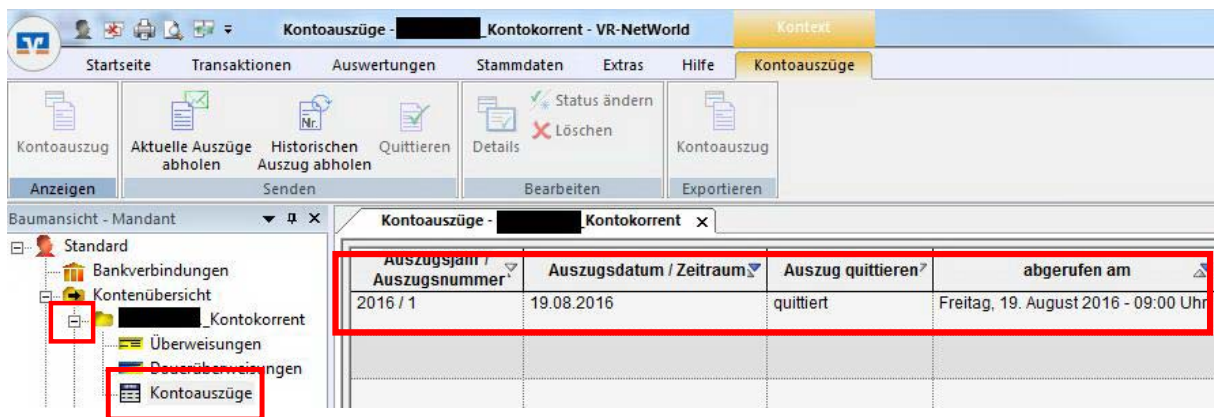 Kontoauszüge - _Kontokorrent - VR-NetWorld
Kontext
Startseite Transaktionen Auswertungen Stammdaten Extras Hilfe Kontoauszüge
Nr.
Kontoauszug Aktuelle Auszüge abholen Historischen Auszug abholen Quittieren Details Status ändern Löschen Kontoauszug
Anzeigen Senden Bearbeiten Exportieren
Baumansicht - Mandant
Kontoauszüge - _Kontokorrent x
Standard
Bankverbindungen
Kontenübersicht
_Kontokorrent
Überweisungen
Dauerüberweisungen
Kontoauszüge
Auszugsjahr / Auszugsnummer Auszugsdatum / Zeitraum Auszug quittieren? abgerufen am
2016 / 1 19.08.2016 quittiert Freitag, 19. August 2016 - 09:00 Uhr